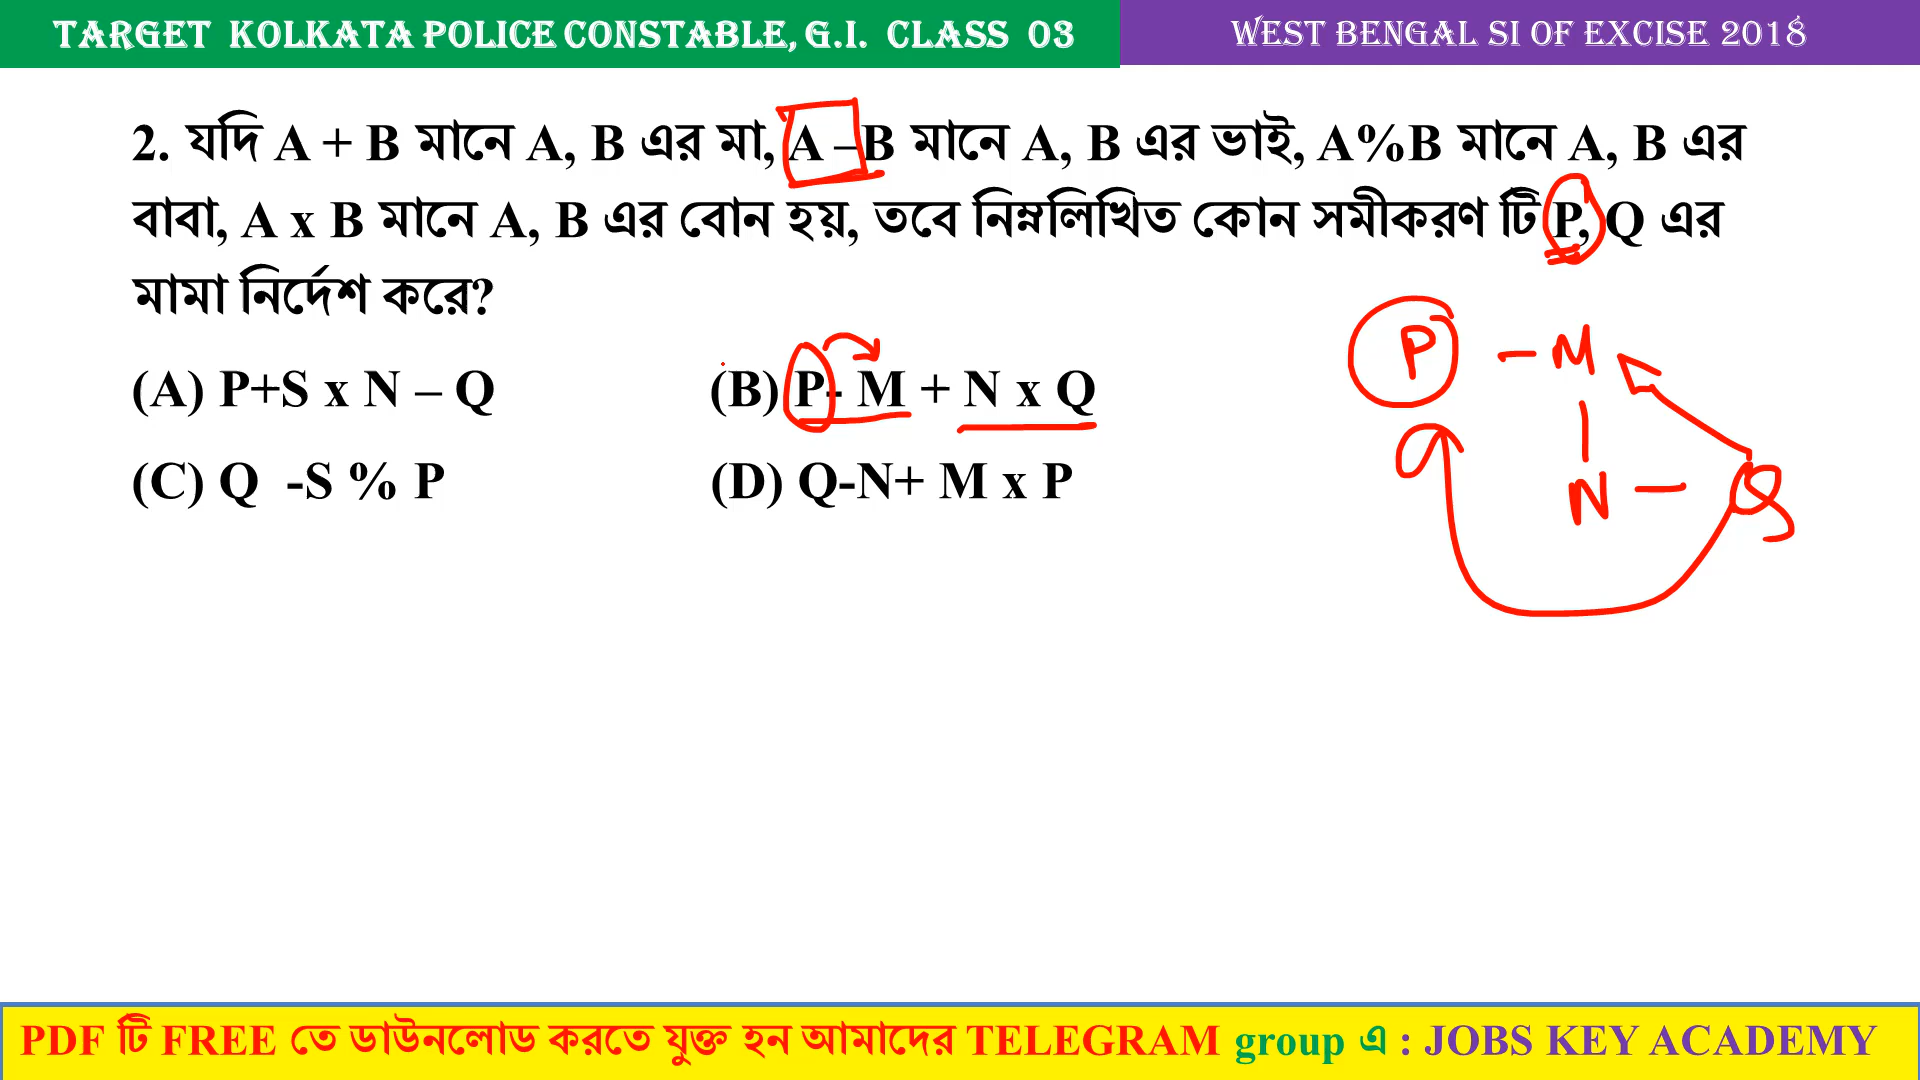 TARGET KOLKATA POLICE CONSTABLE, G.I. CLASS 03
WEST BENGAL SI OF EXCISE 2018
2. যদি A + B মানে A, B এর মা, A –B মানে A, B এর ভাই, A%B মানে A, B এর
বাবা, A x B মানে A, B এর বোন হয়, তবে নিম্নলিখিত কোন সমীকরণ টি P, Q এর
মামা নির্দেশ করে?
(A) P+S x N – Q
(B) P- M + N x Q
(C) Q -S % P
(D) Q-N+ M x P
P – M
N – Q
PDF টি FREE তে ডাউনলোড করতে যুক্ত হন আমাদের TELEGRAM group এ : JOBS KEY ACADEMY